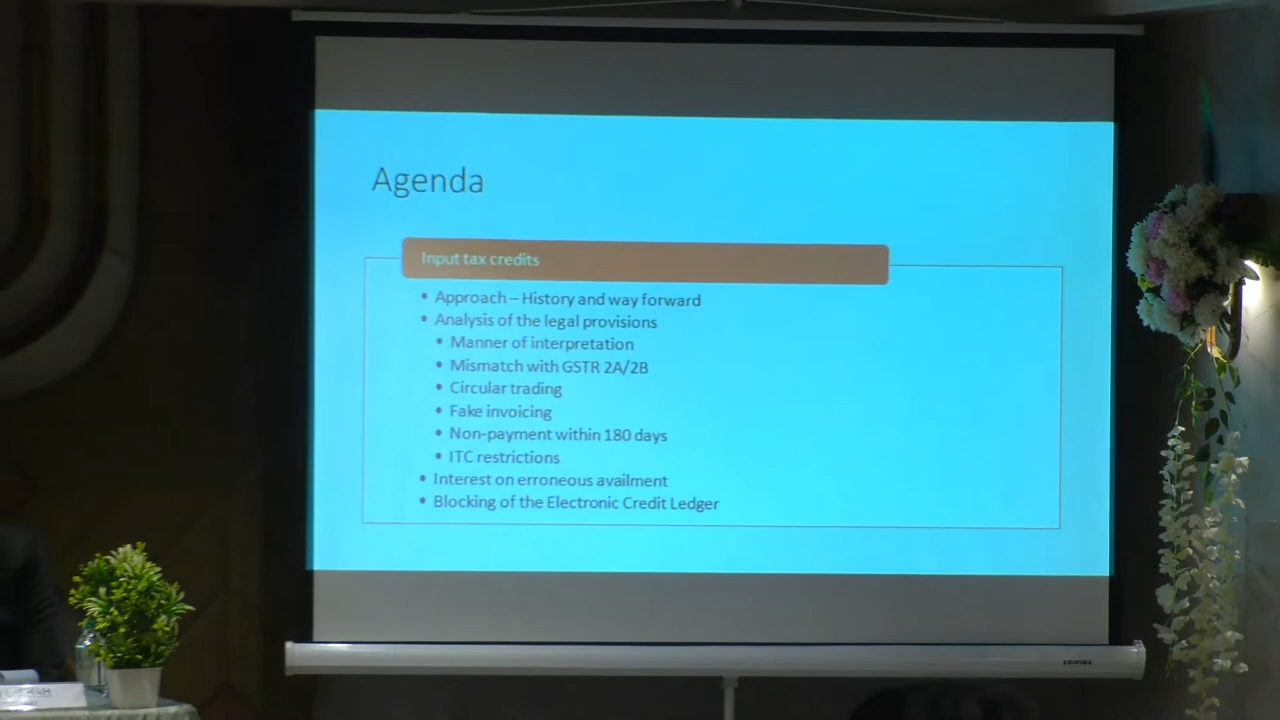 Agenda
Input tax credits
• Approach – History and way forward
• Analysis of the legal provisions
• Manner of interpretation
• Mismatch with GSTR 2A/2B
• Circular trading
• Fake invoicing
• Non-payment within 180 days
• ITC restrictions
• Interest on erroneous availment
• Blocking of the Electronic Credit Ledger